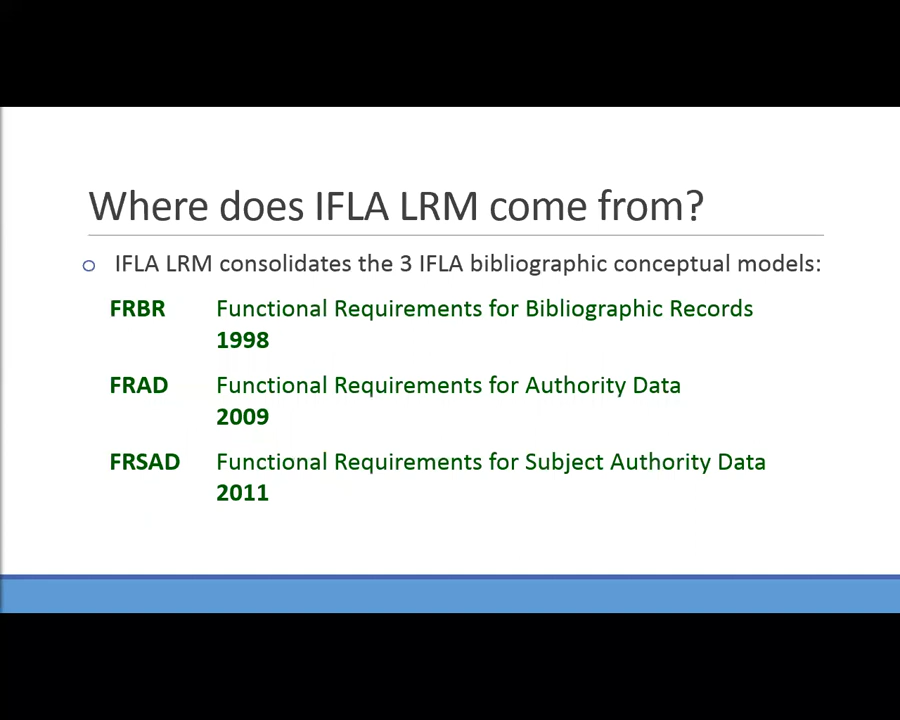 Where does IFLA LRM come from?
o IFLA LRM consolidates the 3 IFLA bibliographic conceptual models:
FRBR Functional Requirements for Bibliographic Records
1998
FRAD Functional Requirements for Authority Data
2009
FRSAD Functional Requirements for Subject Authority Data
2011